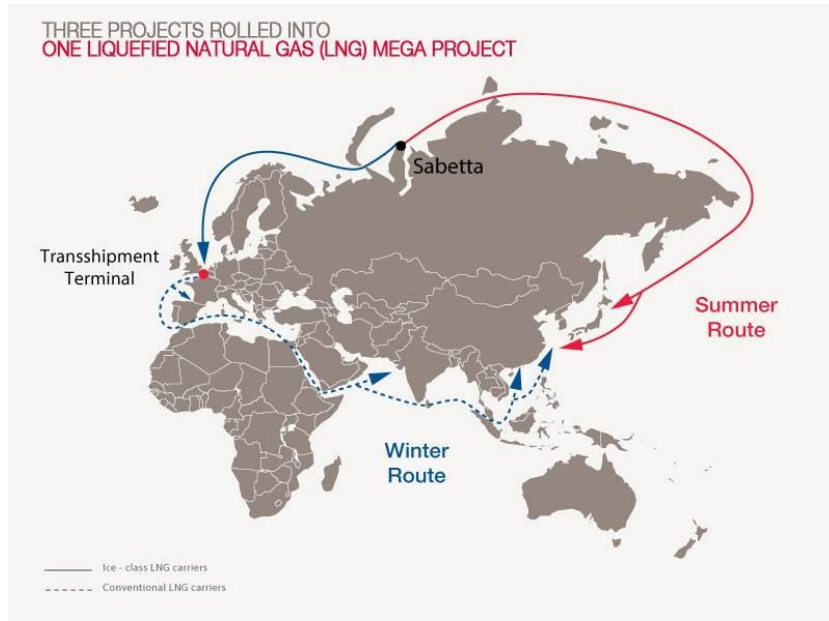 THREE PROJECTS ROLLED INTO
ONE LIQUEFIED NATURAL GAS (LNG) MEGA PROJECT
Sabetta
Transshipment
Terminal
Summer
Route
Winter
Route
Ice - class LNG carriers
Conventional LNG carriers